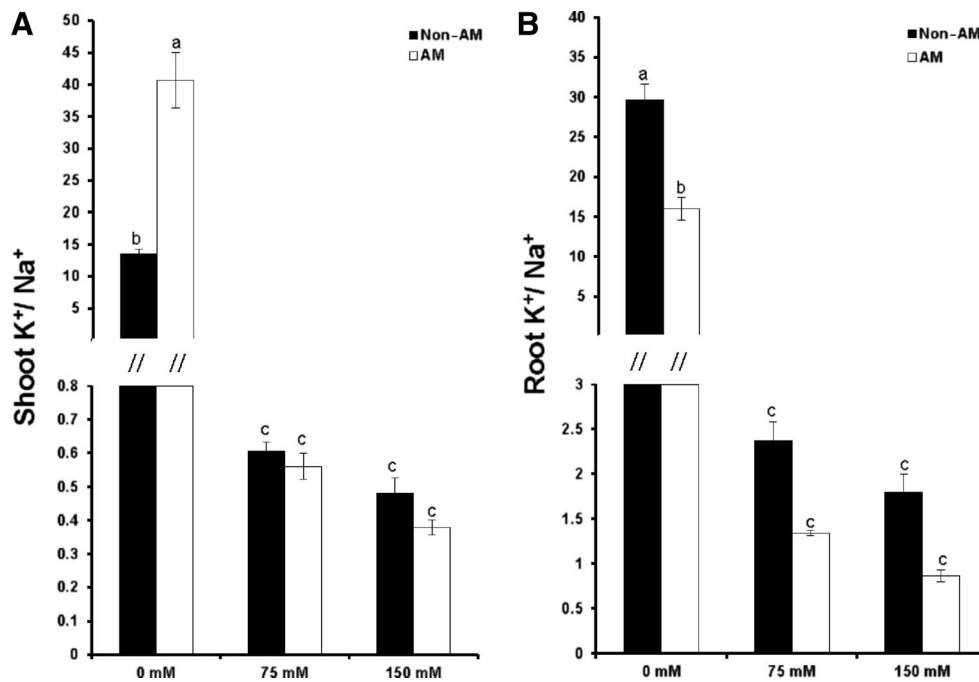 A
Shoot K⁺/ Na⁺
50
45
40
35
30
25
20
15
10
5
0.8
0.7
0.6
0.5
0.4
0.3
0.2
0.1
0
Non-AM
AM
b
a
//
//
c
c
c
c
0 mM
75 mM
150 mM
B
Root K⁺/ Na⁺
40
35
30
25
20
15
10
5
3
2.5
2
1.5
1
0.5
0
Non-AM
AM
a
b
//
//
c
c
c
c
0 mM
75 mM
150 mM